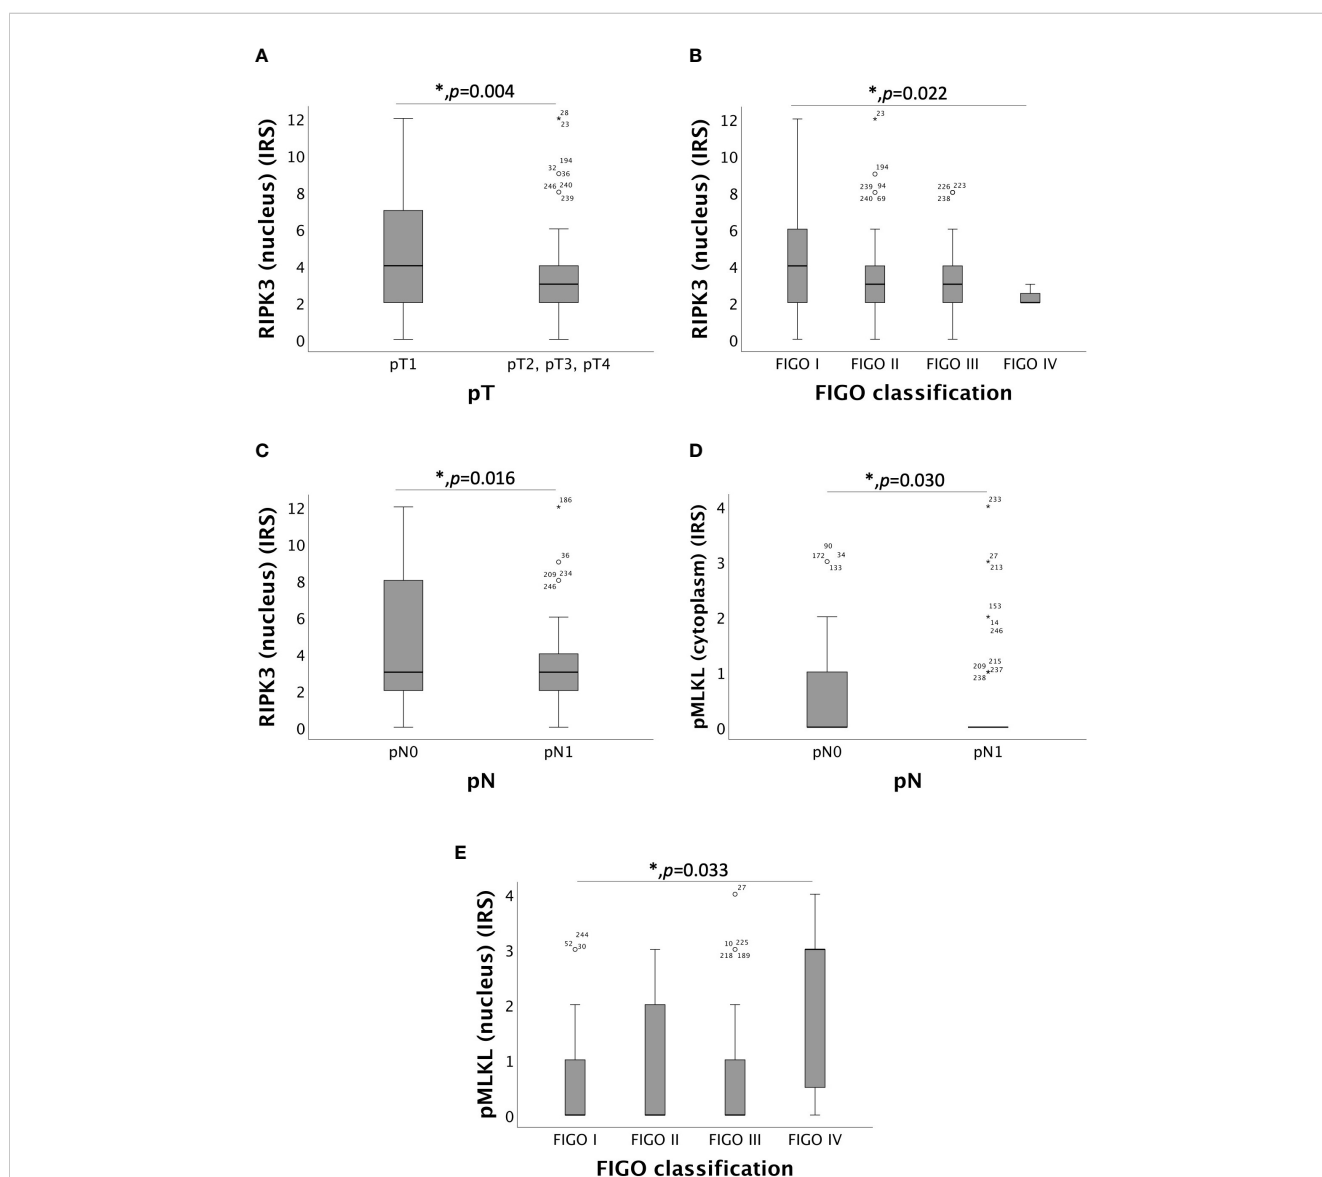 A
*,p=0.004
RIPK3 (nucleus) (IRS)
12
10
8
6
4
2
0
28
23
194
32 36
246 240
239
pT1 pT2, pT3, pT4
pT
B
*,p=0.022
RIPK3 (nucleus) (IRS)
12
10
8
6
4
2
0
23
194
239 94
240 69
226 223
238
FIGO I FIGO II FIGO III FIGO IV
FIGO classification
C
*,p=0.016
RIPK3 (nucleus) (IRS)
12
10
8
6
4
2
0
186
36
209 234
246
pN0 pN1
pN
D
*,p=0.030
pMLKL (cytoplasm) (IRS)
4
3
2
1
0
90
172 34
133
233
27
213
153
14
246
209 215
237
238
pN0 pN1
pN
E
*,p=0.033
pMLKL (nucleus) (IRS)
4
3
2
1
0
244
52 30
27
10 225
218 189
FIGO I FIGO II FIGO III FIGO IV
FIGO classification